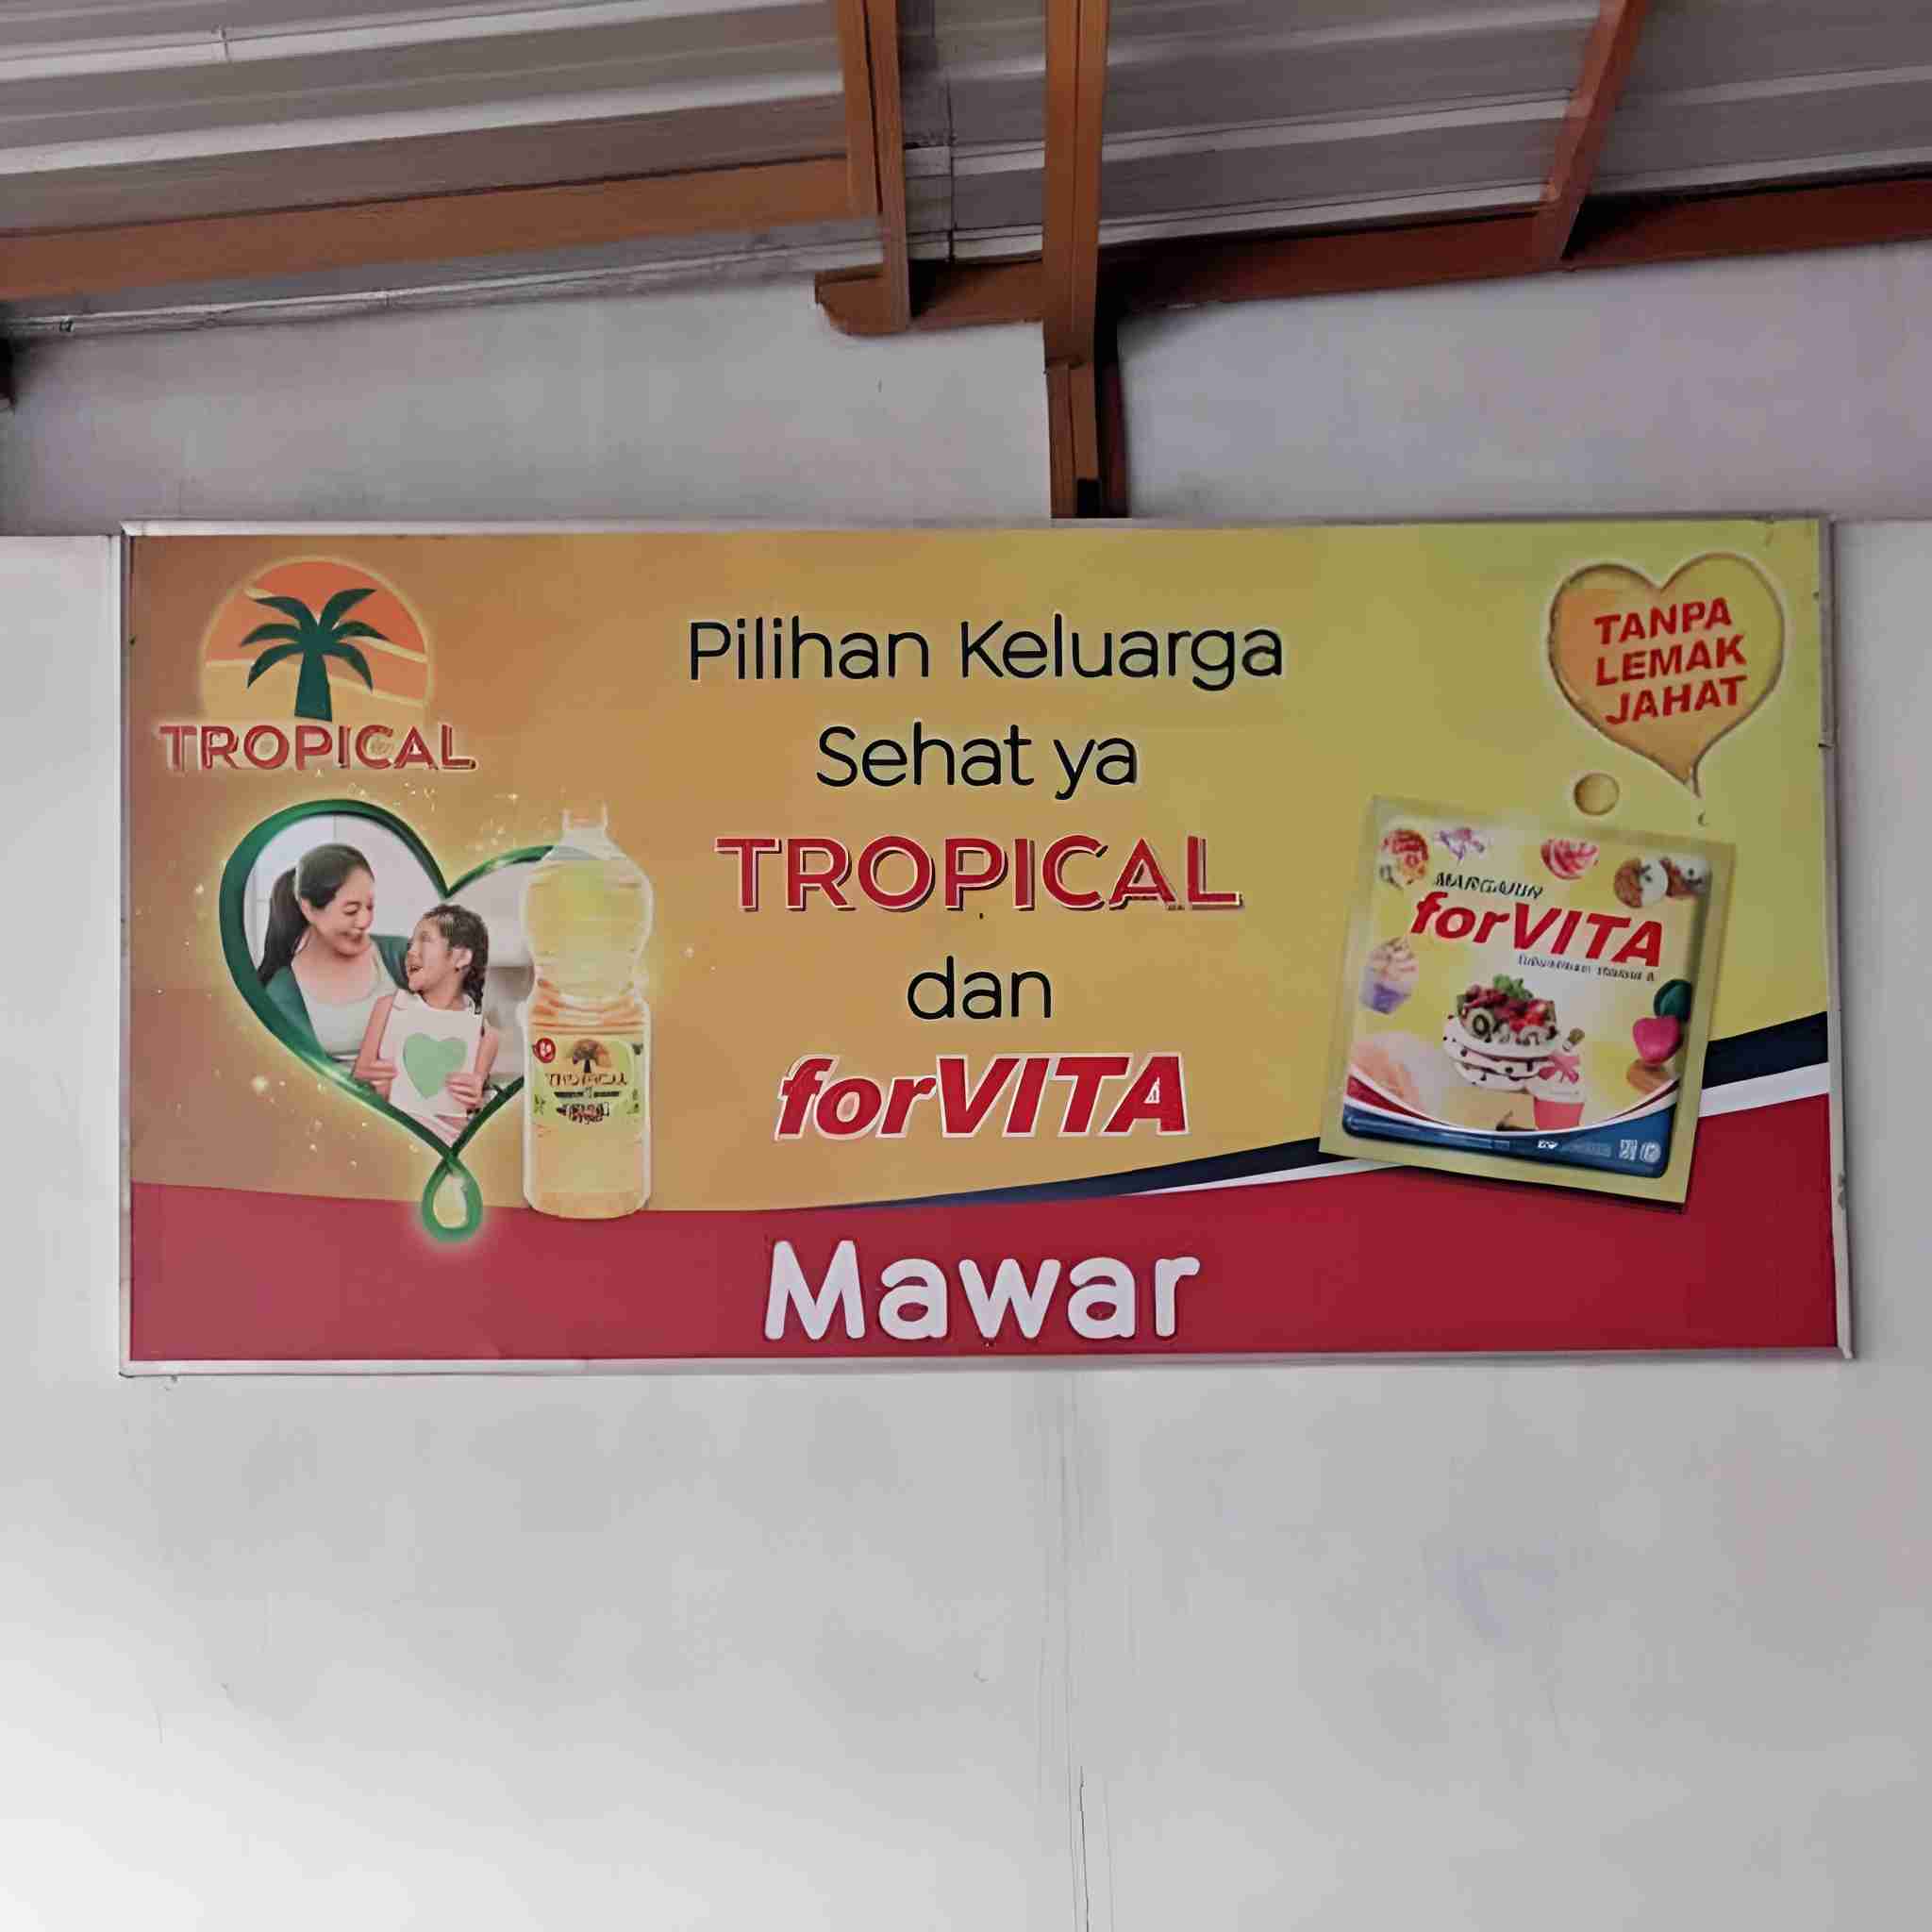 TROPICAL
Pilihan Keluarga
Sehat ya
TROPICAL
dan
forVITA
TANPA
LEMAK
JAHAT
forVITA
Mawar